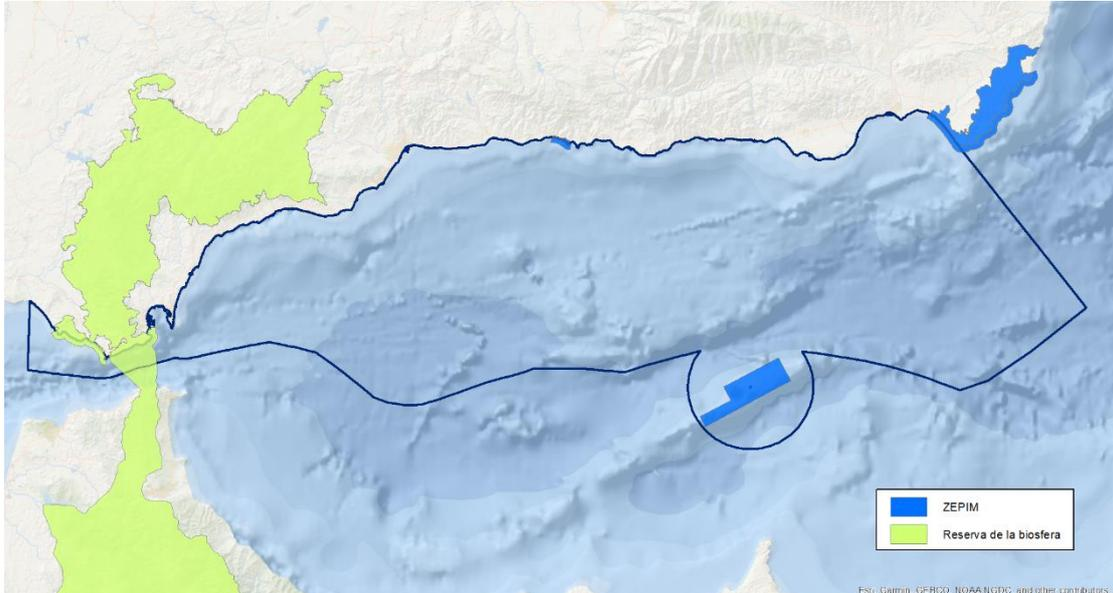 ZEPIM
Reserva de la biosfera
Esri, Garmin, GEBCO, NOAA NGDC, and other contributors